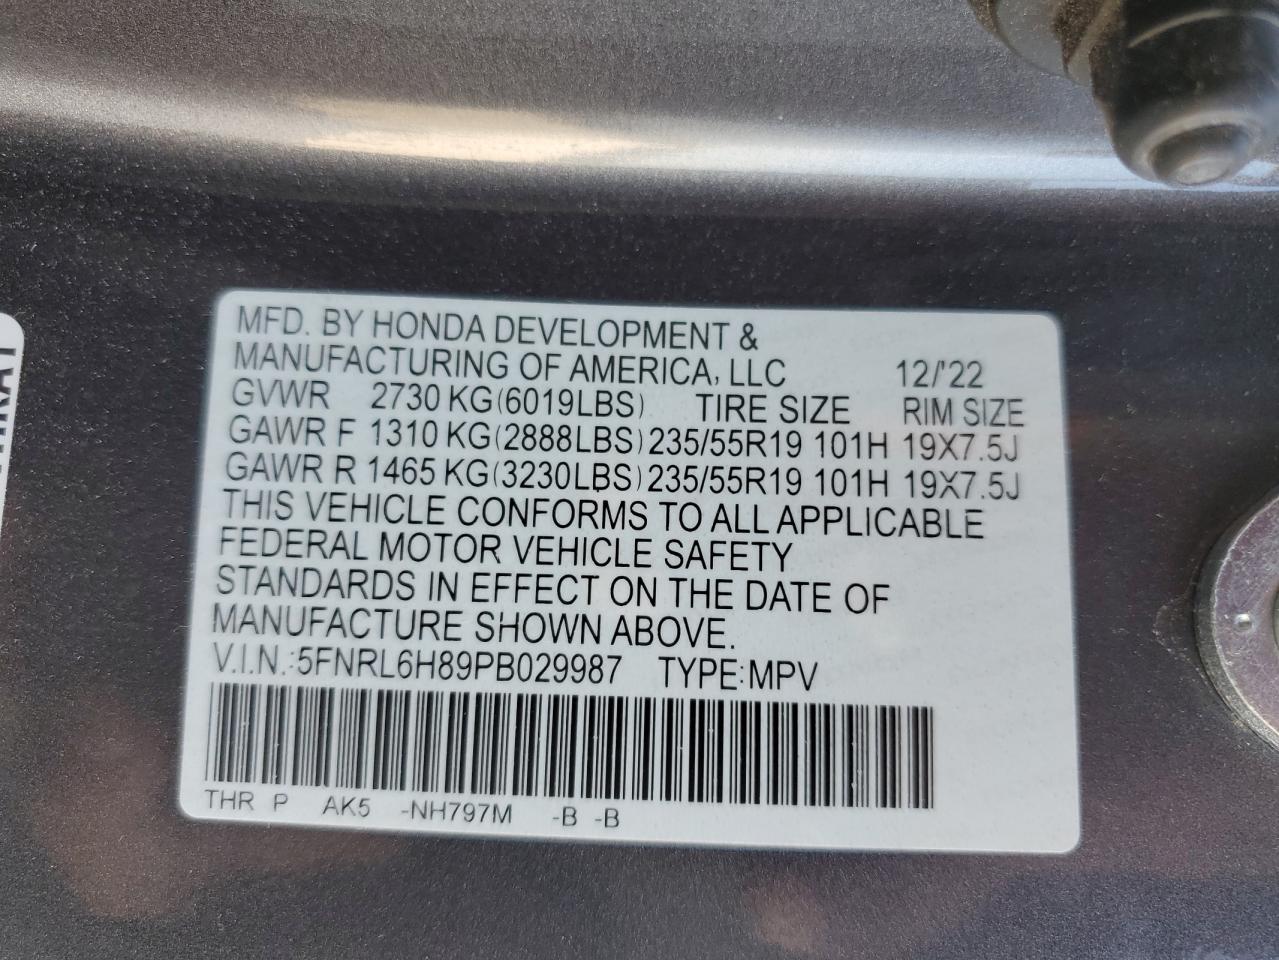 MFD. BY HONDA DEVELOPMENT &
MANUFACTURING OF AMERICA, LLC 12/'22
GVWR 2730 KG(6019LBS) TIRE SIZE RIM SIZE
GAWR F 1310 KG(2888LBS) 235/55R19 101H 19X7.5J
GAWR R 1465 KG(3230LBS) 235/55R19 101H 19X7.5J
THIS VEHICLE CONFORMS TO ALL APPLICABLE
FEDERAL MOTOR VEHICLE SAFETY
STANDARDS IN EFFECT ON THE DATE OF
MANUFACTURE SHOWN ABOVE.
V.I.N.:5FNRL6H89PB029987 TYPE:MPV
THR P AK5 -NH797M -B -B